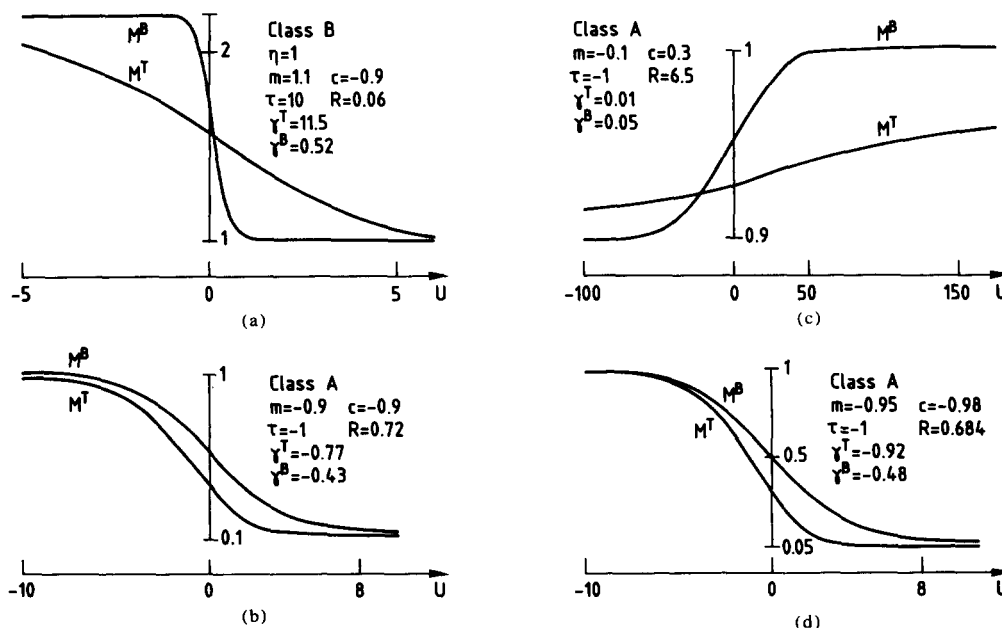 M^B
M^T
2
1
Class B
η=1
m=1.1 c=-0.9
τ=10 R=0.06
γ^T=11.5
γ^B=0.52
-5 0 5 U
(a)
Class A
m=-0.1 c=0.3
τ=-1 R=6.5
γ^T=0.01
γ^B=0.05
1
0.9
M^B
M^T
-100 0 50 150 U
(c)
M^B
M^T
1
0.1
Class A
m=-0.9 c=-0.9
τ=-1 R=0.72
γ^T=-0.77
γ^B=-0.43
-10 0 8 U
(b)
1
0.5
0.05
M^B
M^T
Class A
m=-0.95 c=-0.98
τ=-1 R=0.684
γ^T=-0.92
γ^B=-0.48
-10 0 8 U
(d)